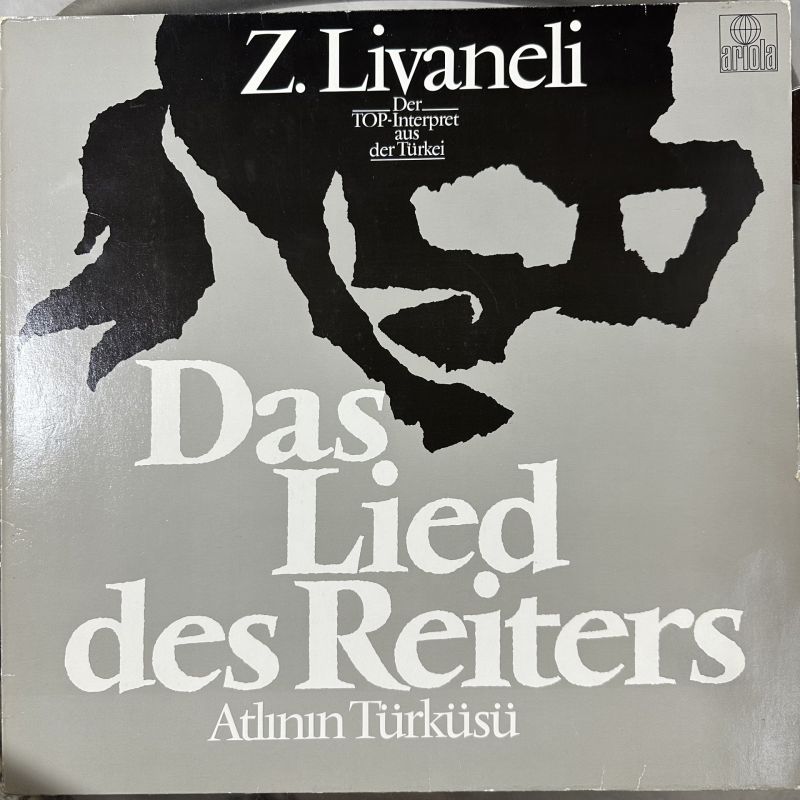 Z. Livaneli
Der
TOP-Interpret
aus
der Türkei
ariola
Das
Lied
des Reiters
Atlının Türküsü